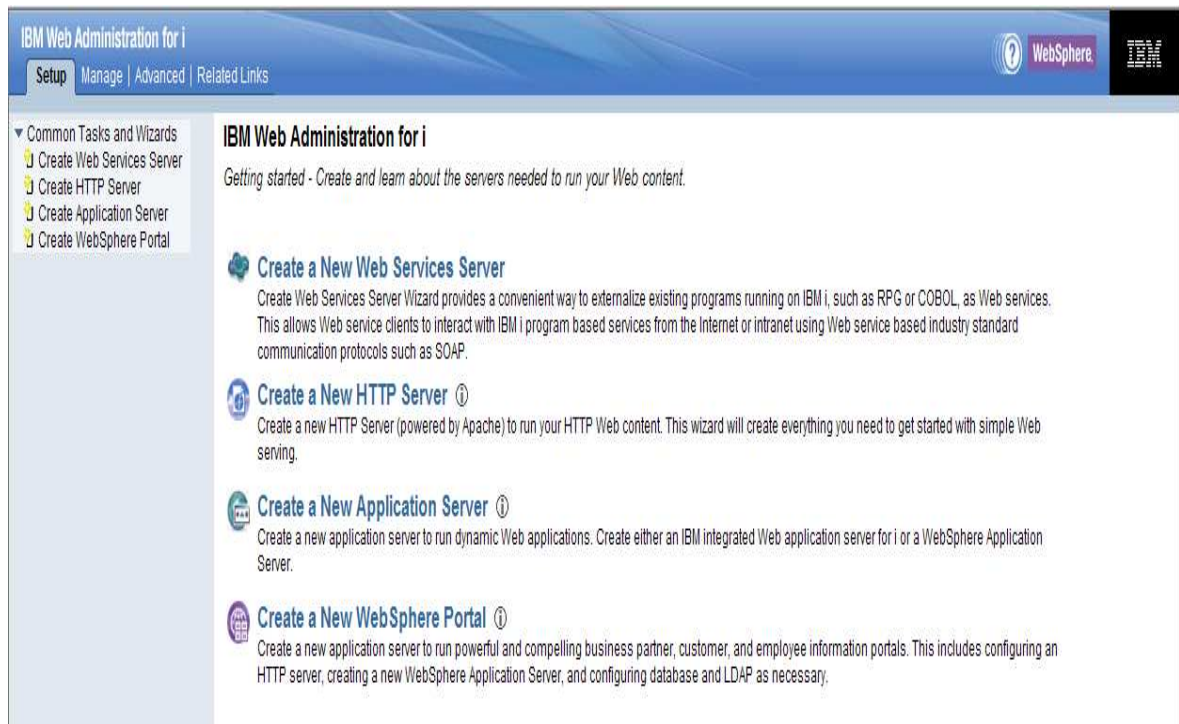 IBM Web Administration for i
WebSphere.
IBM
Setup Manage | Advanced | Related Links
Common Tasks and Wizards
Create Web Services Server
Create HTTP Server
Create Application Server
Create WebSphere Portal
IBM Web Administration for i
Getting started - Create and learn about the servers needed to run your Web content.
Create a New Web Services Server
Create Web Services Server Wizard provides a convenient way to externalize existing programs running on IBM i, such as RPG or COBOL, as Web services.
This allows Web service clients to interact with IBM i program based services from the Internet or intranet using Web service based industry standard
communication protocols such as SOAP.
Create a New HTTP Server
Create a new HTTP Server (powered by Apache) to run your HTTP Web content. This wizard will create everything you need to get started with simple Web
serving.
Create a New Application Server
Create a new application server to run dynamic Web applications. Create either an IBM integrated Web application server for i or a WebSphere Application
Server.
Create a New WebSphere Portal
Create a new application server to run powerful and compelling business partner, customer, and employee information portals. This includes configuring an
HTTP server, creating a new WebSphere Application Server, and configuring database and LDAP as necessary.